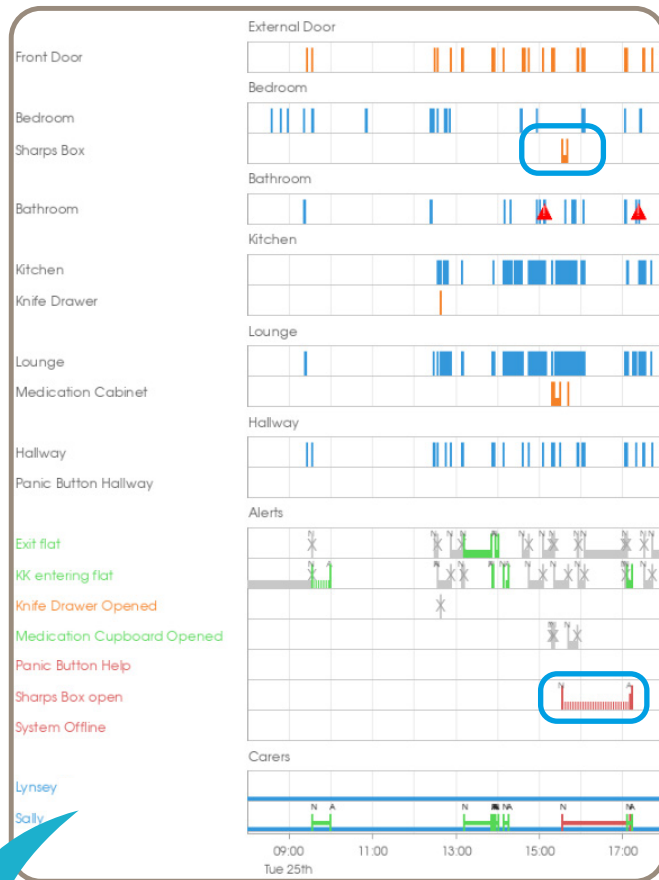 External Door
Front Door
Bedroom
Bedroom
Sharps Box
Bathroom
Bathroom
Kitchen
Kitchen
Knife Drawer
Lounge
Lounge
Medication Cabinet
Hallway
Hallway
Panic Button Hallway
Alerts
Exit flat
KK entering flat
Knife Drawer Opened
Medication Cupboard Opened
Panic Button Help
Sharps Box open
N A
System Offline
Carers
Lynsey
Sally
N A N N
09:00 11:00 13:00 15:00 17:00
Tue 25th